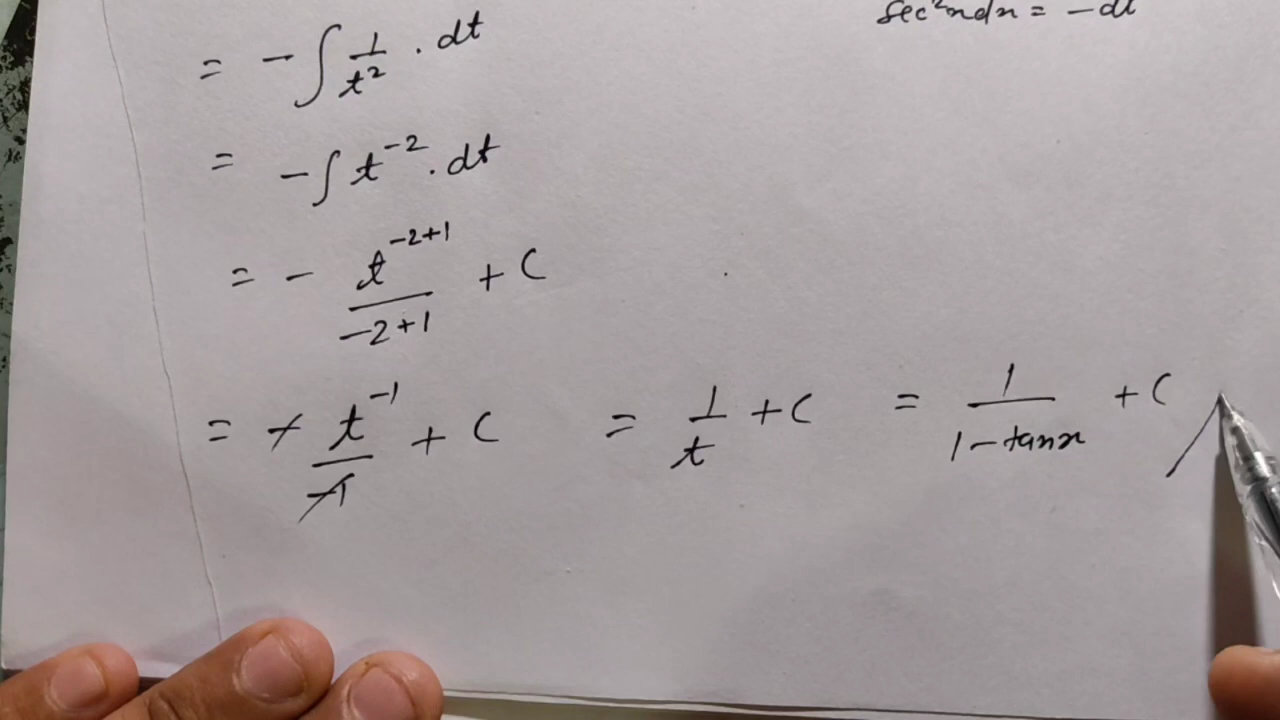 sec²x dx = -dt
= - ∫ 1/t² . dt
= - ∫ t⁻² . dt
= - t⁻²⁺¹/-2+1 + C
= - t⁻¹/-1 + C = 1/t + C = 1/1-tanx + C